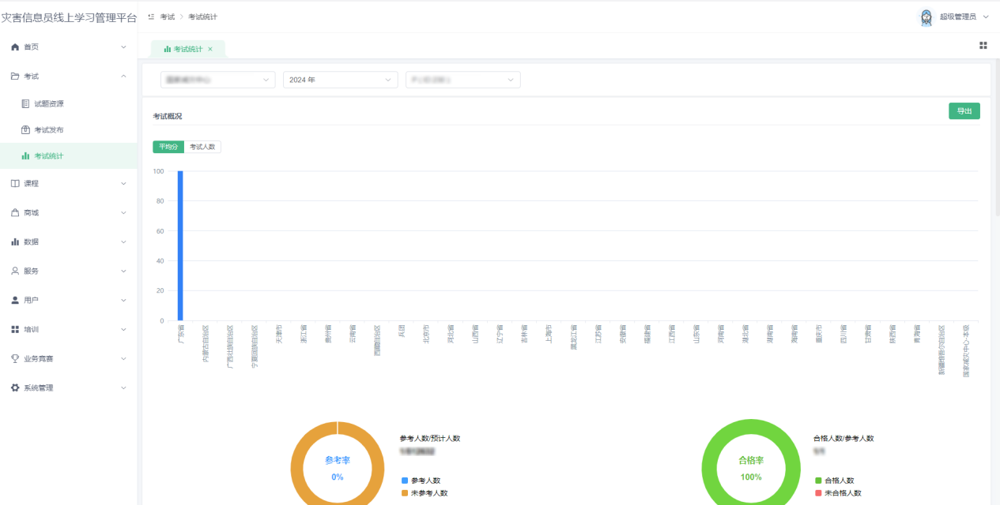 灾害信息员线上学习管理平台
考试 > 考试统计
超级管理员
首页
考试
试题资源
考试发布
考试统计
课程
商城
数据
服务
用户
培训
业务竞赛
系统管理
考试统计 ×
2024 年
考试概况
导出
平均分 考试人数
100
80
60
40
20
0
广东省
内蒙古自治区
广西壮族自治区
宁夏回族自治区
天津市
浙江省
贵州省
云南省
西藏自治区
兵团
北京市
河北省
山西省
辽宁省
吉林省
上海市
黑龙江省
江苏省
安徽省
福建省
江西省
山东省
河南省
湖北省
湖南省
海南省
重庆市
四川省
甘肃省
陕西省
青海省
新疆维吾尔自治区
国家减灾中心本级
参考率
0%
参考人数/预计人数
参考人数
未参考人数
合格率
100%
合格人数/参考人数
合格人数
未合格人数